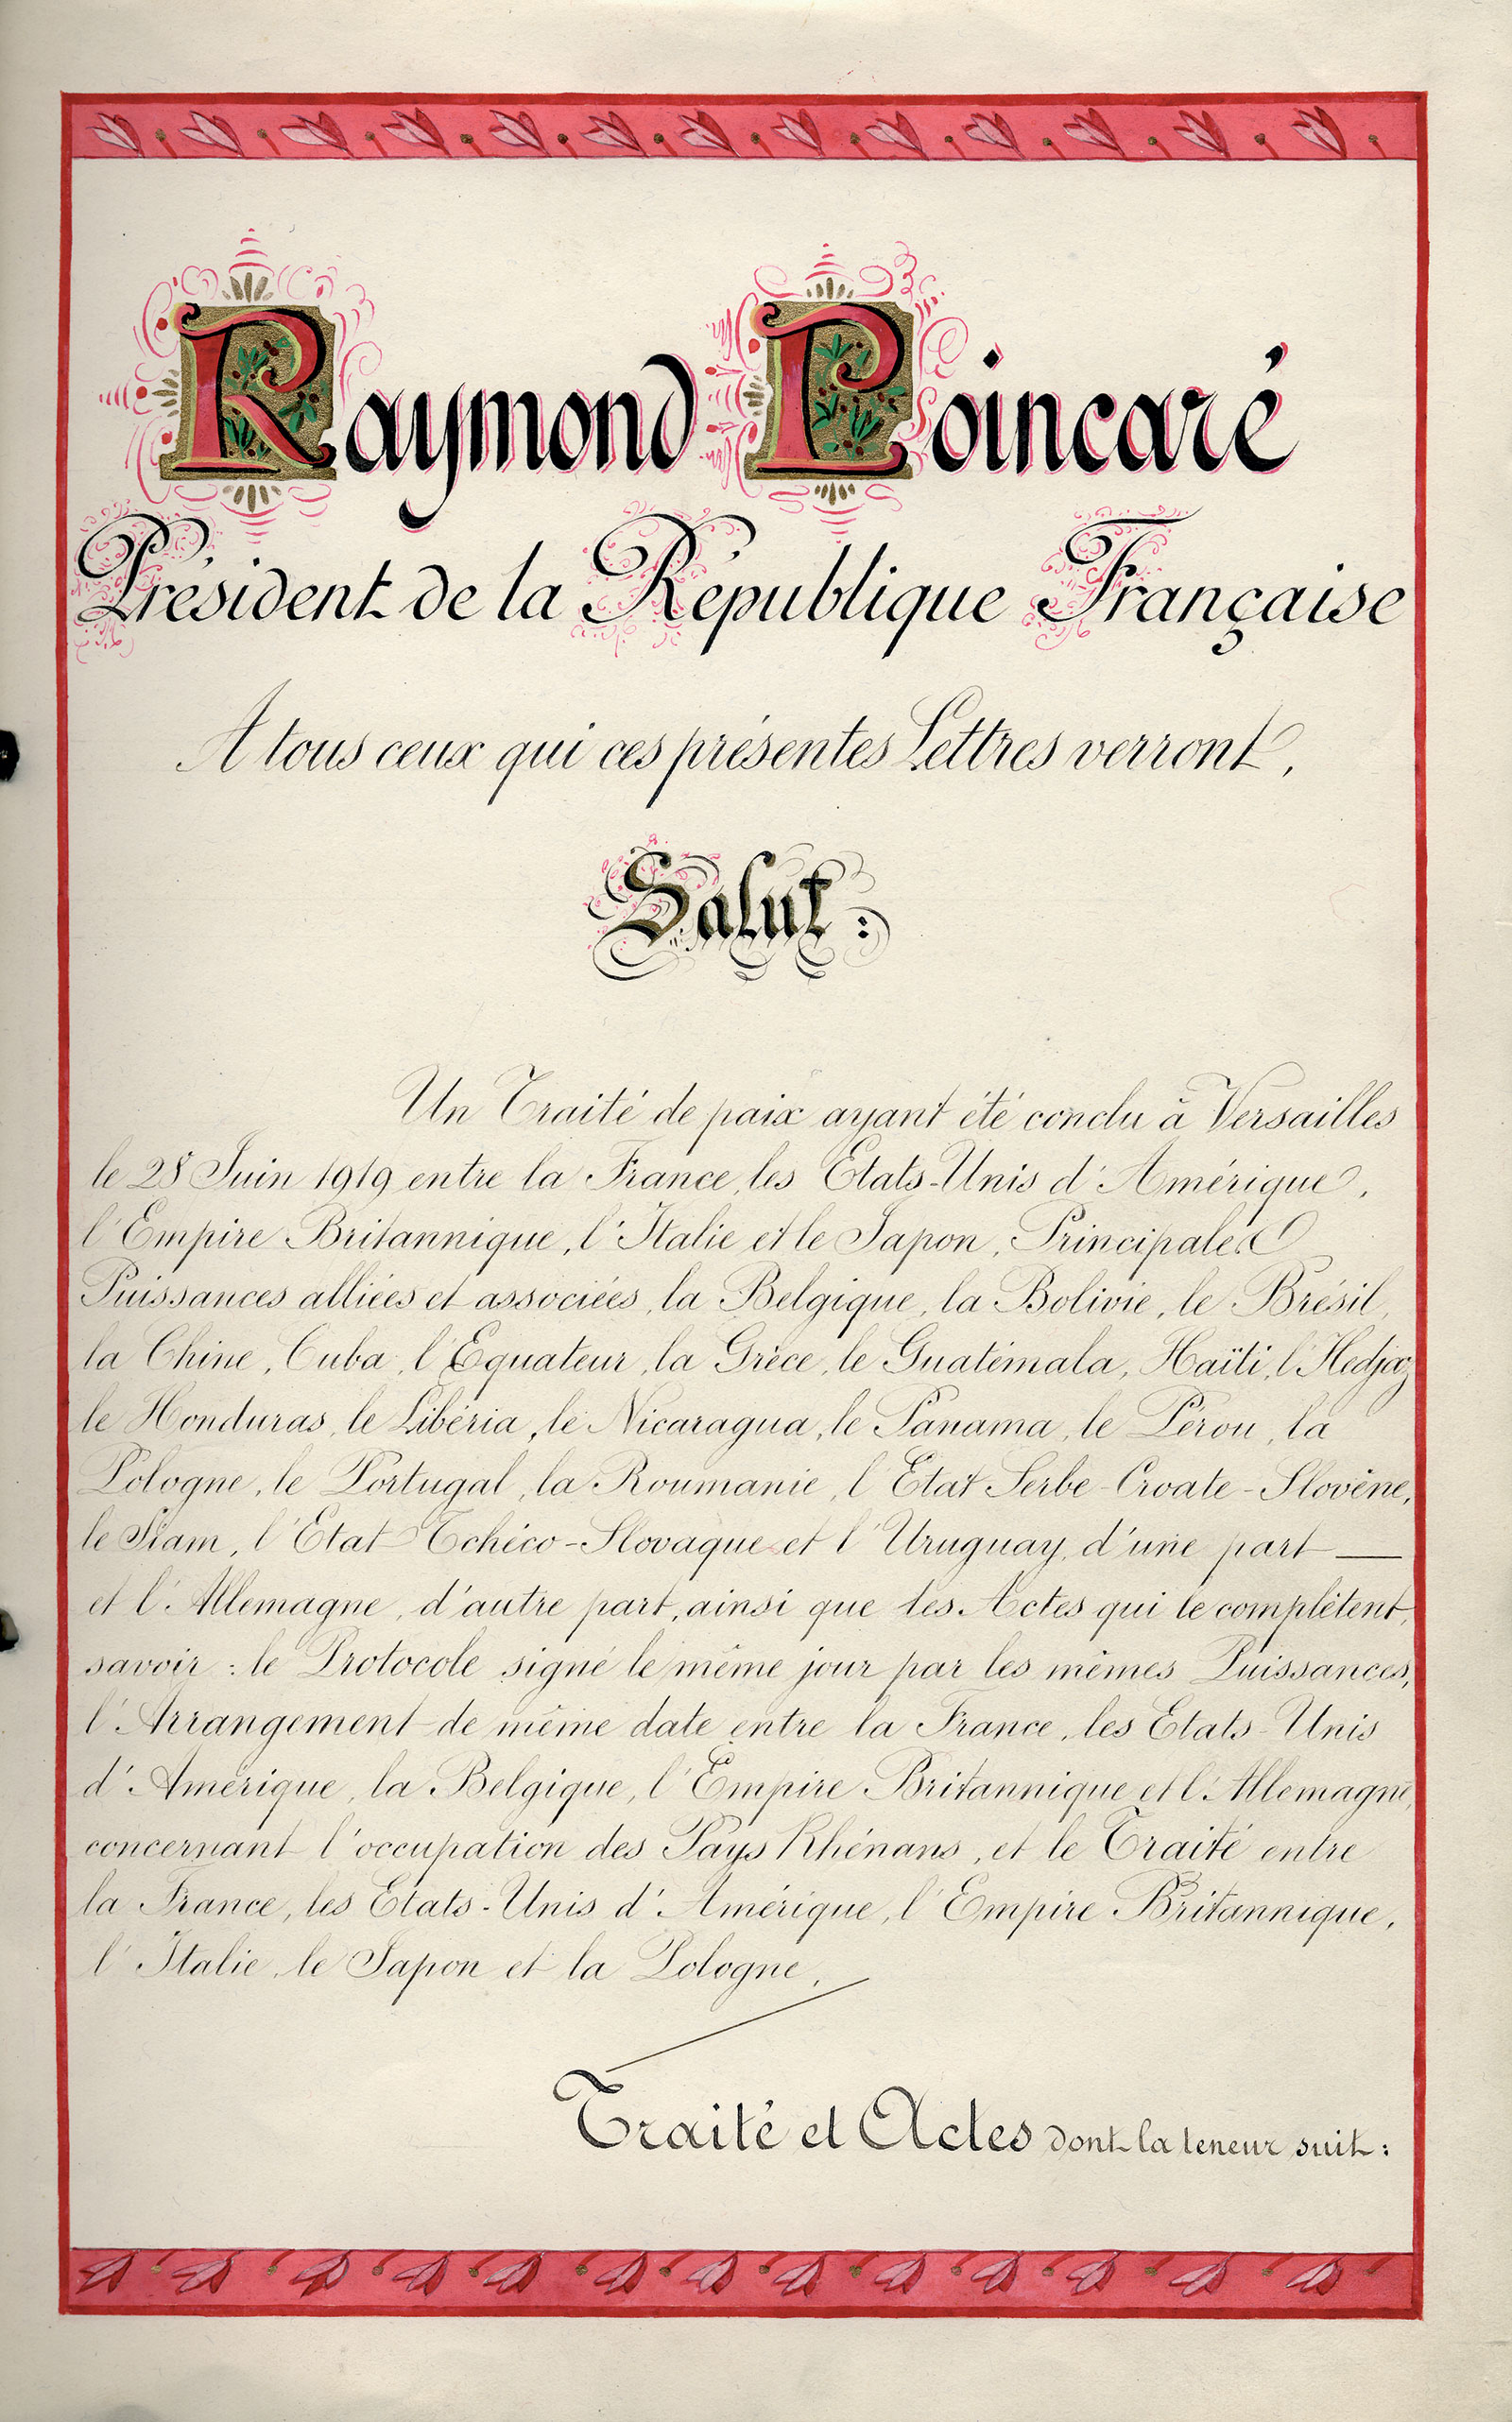 Raymond Poincaré
Président de la République Française
A tous ceux qui ces présentes Lettres verront,
Salut :
Un Traité de paix ayant été conclu à Versailles
le 28 Juin 1919 entre la France, les Etats-Unis d'Amérique,
l'Empire Britannique, l'Italie et le Japon, Principales
Puissances alliées et associées, la Belgique, la Bolivie, le Brésil,
la Chine, Cuba, l'Equateur, la Grèce, le Guatémala, Haïti, l'Hedjaz,
le Honduras, le Libéria, le Nicaragua, le Panama, le Pérou, la
Pologne, le Portugal, la Roumanie, l'Etat Serbe-Croate-Slovène,
le Siam, l'Etat Tchéco-Slovaque et l'Uruguay, d'une part —
et l'Allemagne, d'autre part, ainsi que les Actes qui le complètent,
savoir : le Protocole signé le même jour par les mêmes Puissances,
l'Arrangement de même date entre la France, les Etats-Unis
d'Amérique, la Belgique, l'Empire Britannique et l'Allemagne,
concernant l'occupation des Pays Rhénans, et le Traité entre
la France, les Etats-Unis d'Amérique, l'Empire Britannique,
l'Italie, le Japon et la Pologne,
Traité et Actes dont la teneur suit :